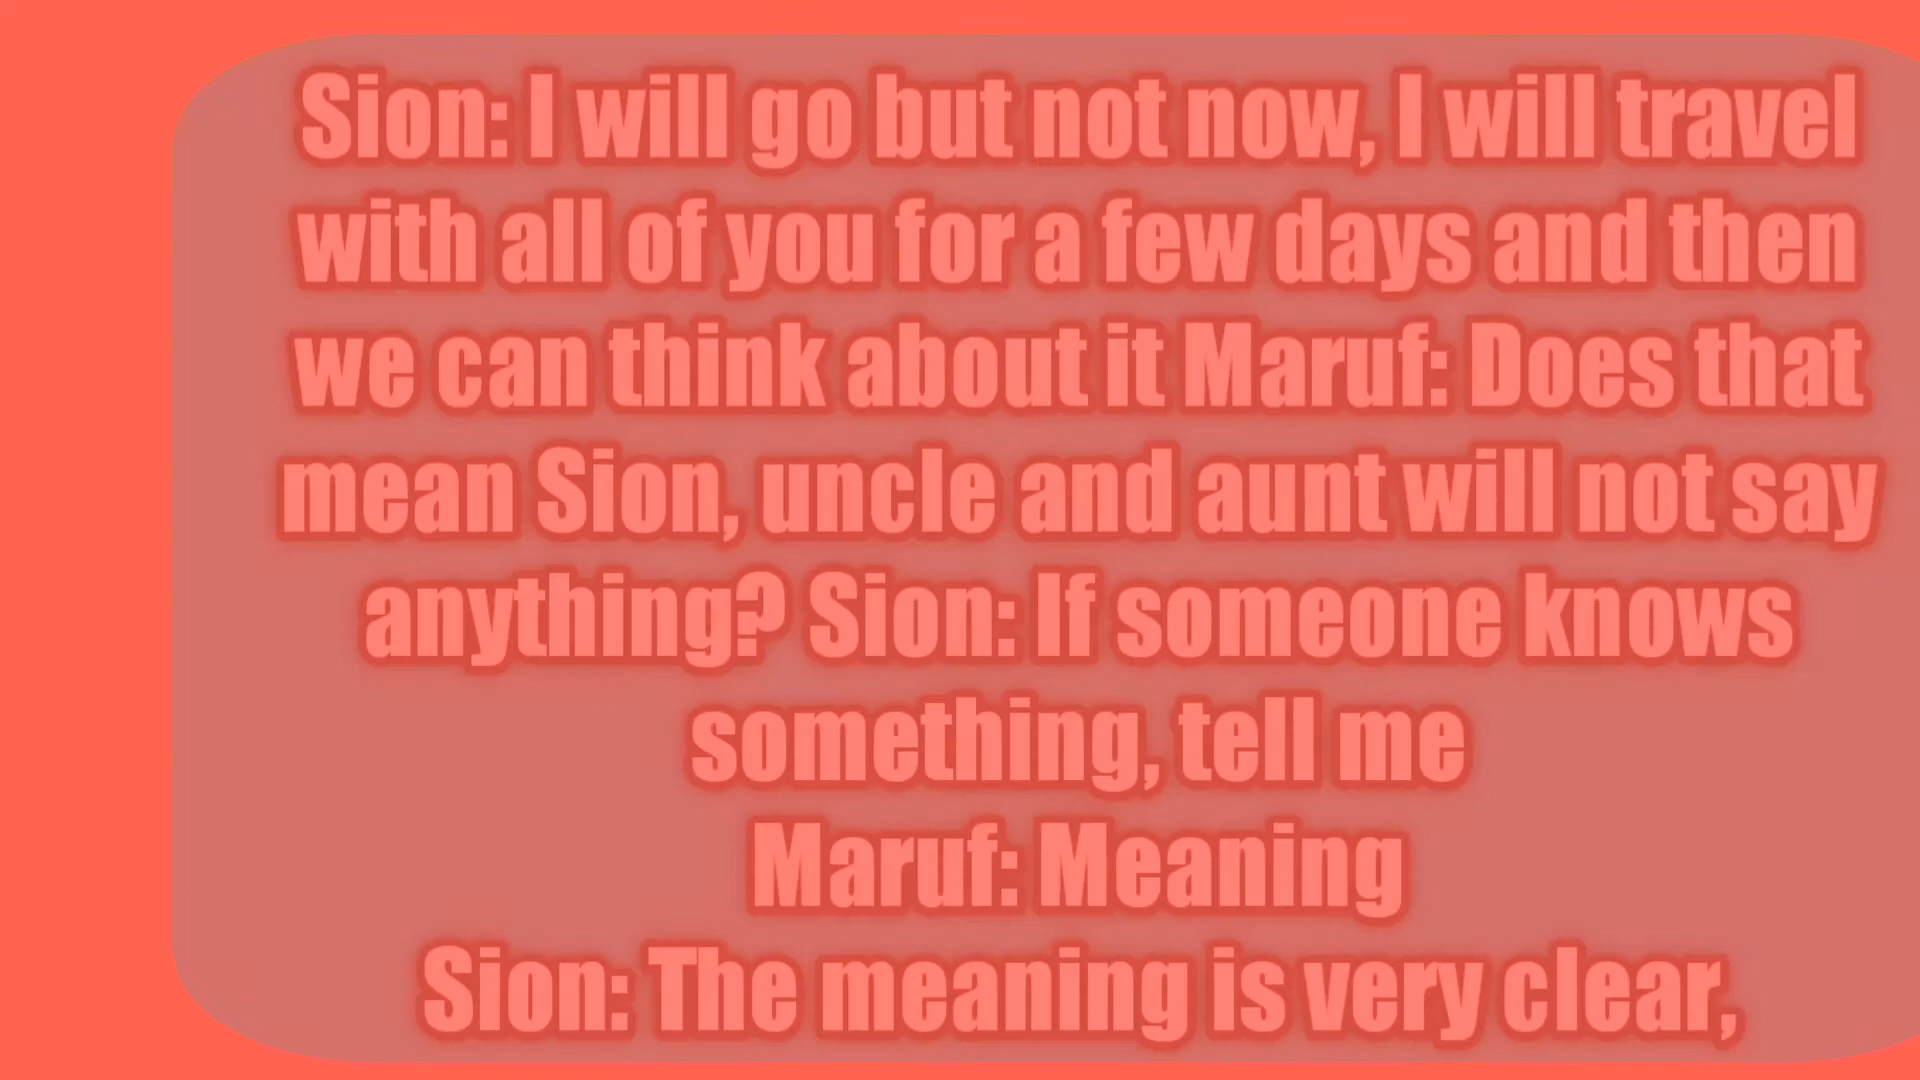 Sion: I will go but not now, I will travel
with all of you for a few days and then
we can think about it Maruf: Does that
mean Sion, uncle and aunt will not say
anything? Sion: If someone knows
something, tell me
Maruf: Meaning
Sion: The meaning is very clear,